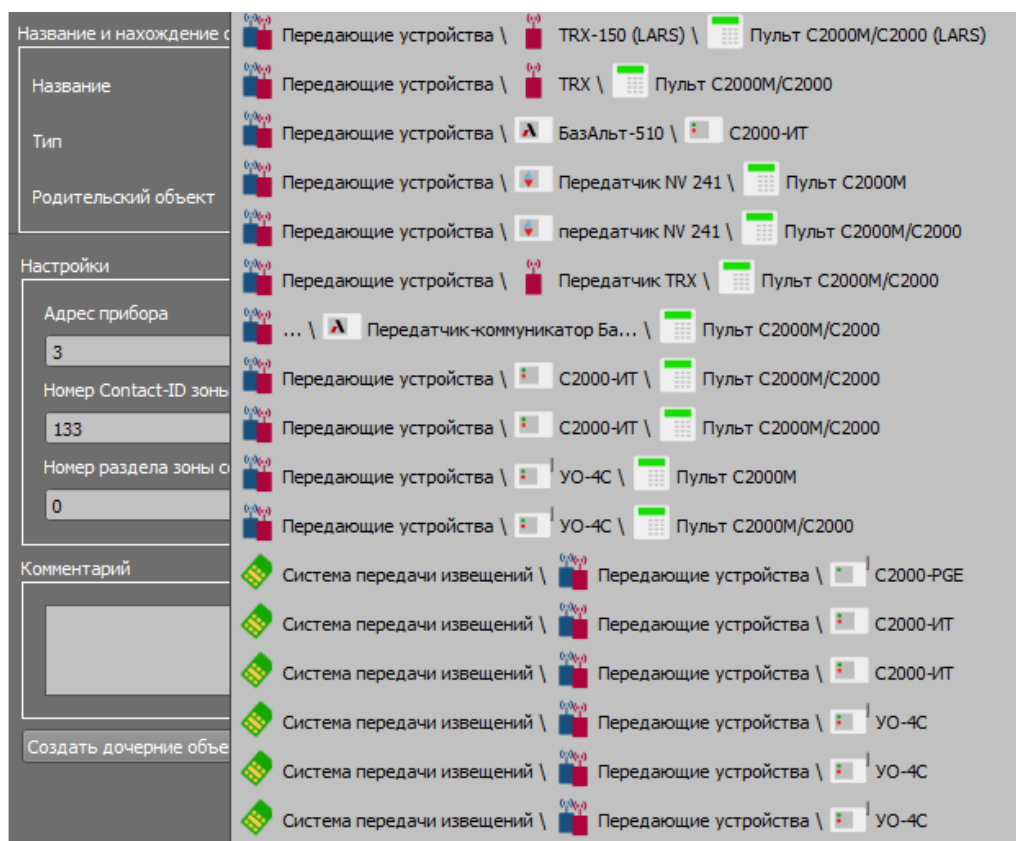 Название и нахождение о
Название
Тип
Родительский объект
Настройки
Адрес прибора
3
Номер Contact-ID зоны
133
Номер раздела зоны со
0
Комментарий
Создать дочерние объе
Передающие устройства \ TRX-150 (LARS) \ Пульт С2000М/С2000 (LARS)
Передающие устройства \ TRX \ Пульт С2000М/С2000
Передающие устройства \ БазАльт-510 \ С2000-ИТ
Передающие устройства \ Передатчик NV 241 \ Пульт С2000М
Передающие устройства \ передатчик NV 241 \ Пульт С2000М/С2000
Передающие устройства \ Передатчик TRX \ Пульт С2000М/С2000
... \ Передатчик-коммуникатор Ба... \ Пульт С2000М/С2000
Передающие устройства \ С2000-ИТ \ Пульт С2000М/С2000
Передающие устройства \ С2000-ИТ \ Пульт С2000М/С2000
Передающие устройства \ УО-4С \ Пульт С2000М
Передающие устройства \ УО-4С \ Пульт С2000М/С2000
Система передачи извещений \ Передающие устройства \ С2000-PGE
Система передачи извещений \ Передающие устройства \ С2000-ИТ
Система передачи извещений \ Передающие устройства \ С2000-ИТ
Система передачи извещений \ Передающие устройства \ УО-4С
Система передачи извещений \ Передающие устройства \ УО-4С
Система передачи извещений \ Передающие устройства \ УО-4С